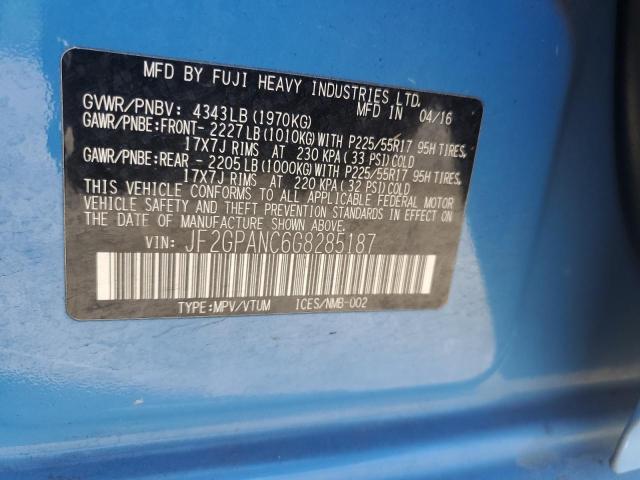 MFD BY FUJI HEAVY INDUSTRIES LTD.
GVWR/PNBV: 4343LB (1970KG) MFD IN 04/16
GAWR/PNBE:FRONT- 2227LB (1010KG) WITH P225/55R17 95H TIRES,
17X7J RIMS AT 230 KPA (33 PSI) COLD
GAWR/PNBE:REAR - 2205LB (1000KG) WITH P225/55R17 95H TIRES,
17X7J RIMS AT 220 KPA (32 PSI) COLD
THIS VEHICLE CONFORMS TO ALL APPLICABLE FEDERAL MOTOR
VEHICLE SAFETY AND THEFT PREVENTION STANDARDS IN EFFECT ON
THE DATE OF MANUFACTURE SHOWN ABOVE.
VIN: JF2GPANC6G8285187
TYPE:MPV/VTUM ICES/NMB-002